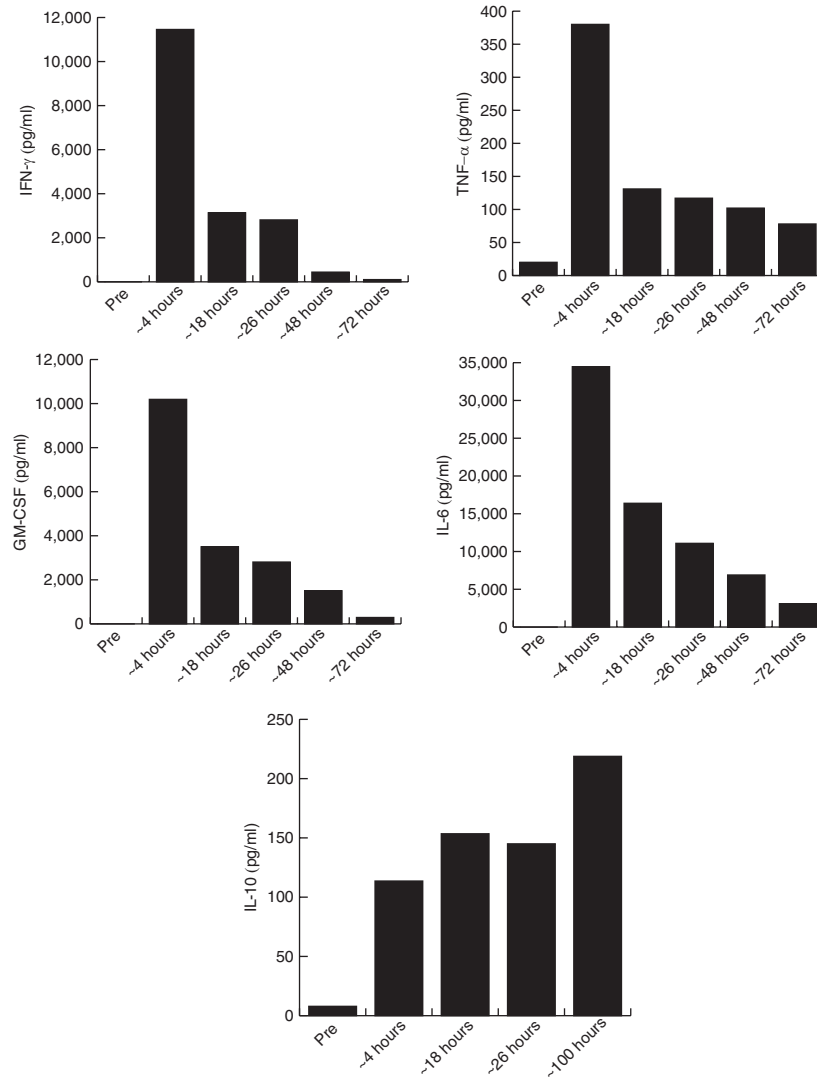 IFN-γ (pg/ml)
12,000
11,000
8,000
6,000
4,000
2,000
0
Pre
~4 hours
~18 hours
~26 hours
~48 hours
~72 hours
TNF–α (pg/ml)
400
350
300
350
200
150
100
50
0
Pre
~4 hours
~18 hours
~26 hours
~48 hours
~72 hours
GM-CSF (pg/ml)
12,000
10,000
8,000
6,000
4,000
2,000
0
Pre
~4 hours
~18 hours
~26 hours
~48 hours
~72 hours
IL-6 (pg/ml)
35,000
30,000
25,000
20,000
15,000
10,000
5,000
0
Pre
~4 hours
~18 hours
~26 hours
~48 hours
~72 hours
IL-10 (pg/ml)
250
200
150
100
50
0
Pre
~4 hours
~18 hours
~26 hours
~100 hours